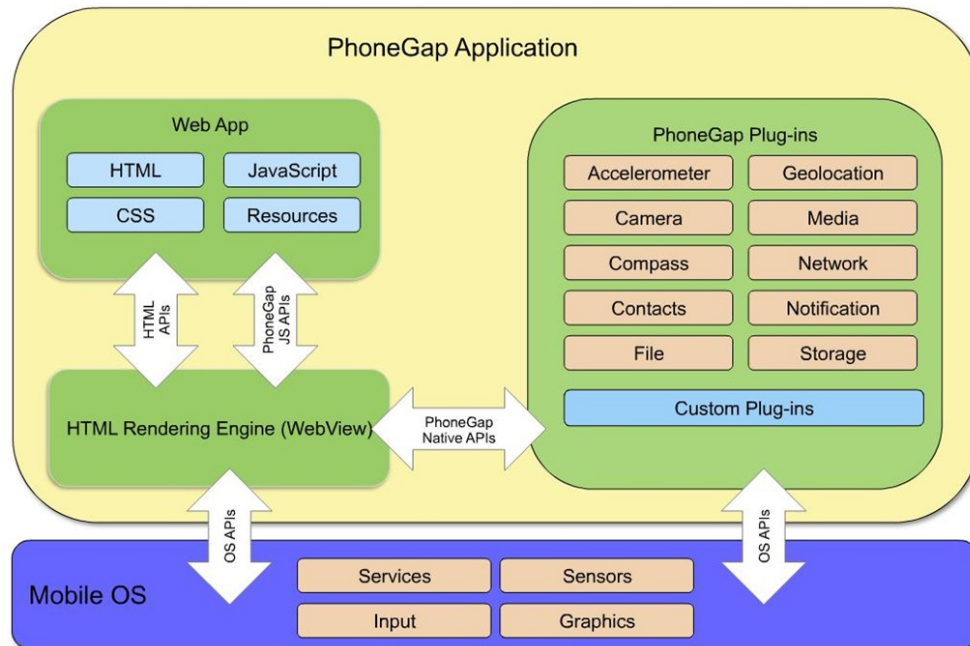 PhoneGap Application
Web App
HTML
JavaScript
CSS
Resources
HTML
APIs
PhoneGap
JS APIs
HTML Rendering Engine (WebView)
PhoneGap
Native APIs
PhoneGap Plug-ins
Accelerometer
Geolocation
Camera
Media
Compass
Network
Contacts
Notification
File
Storage
Custom Plug-ins
OS APIs
OS APIs
Mobile OS
Services
Sensors
Input
Graphics